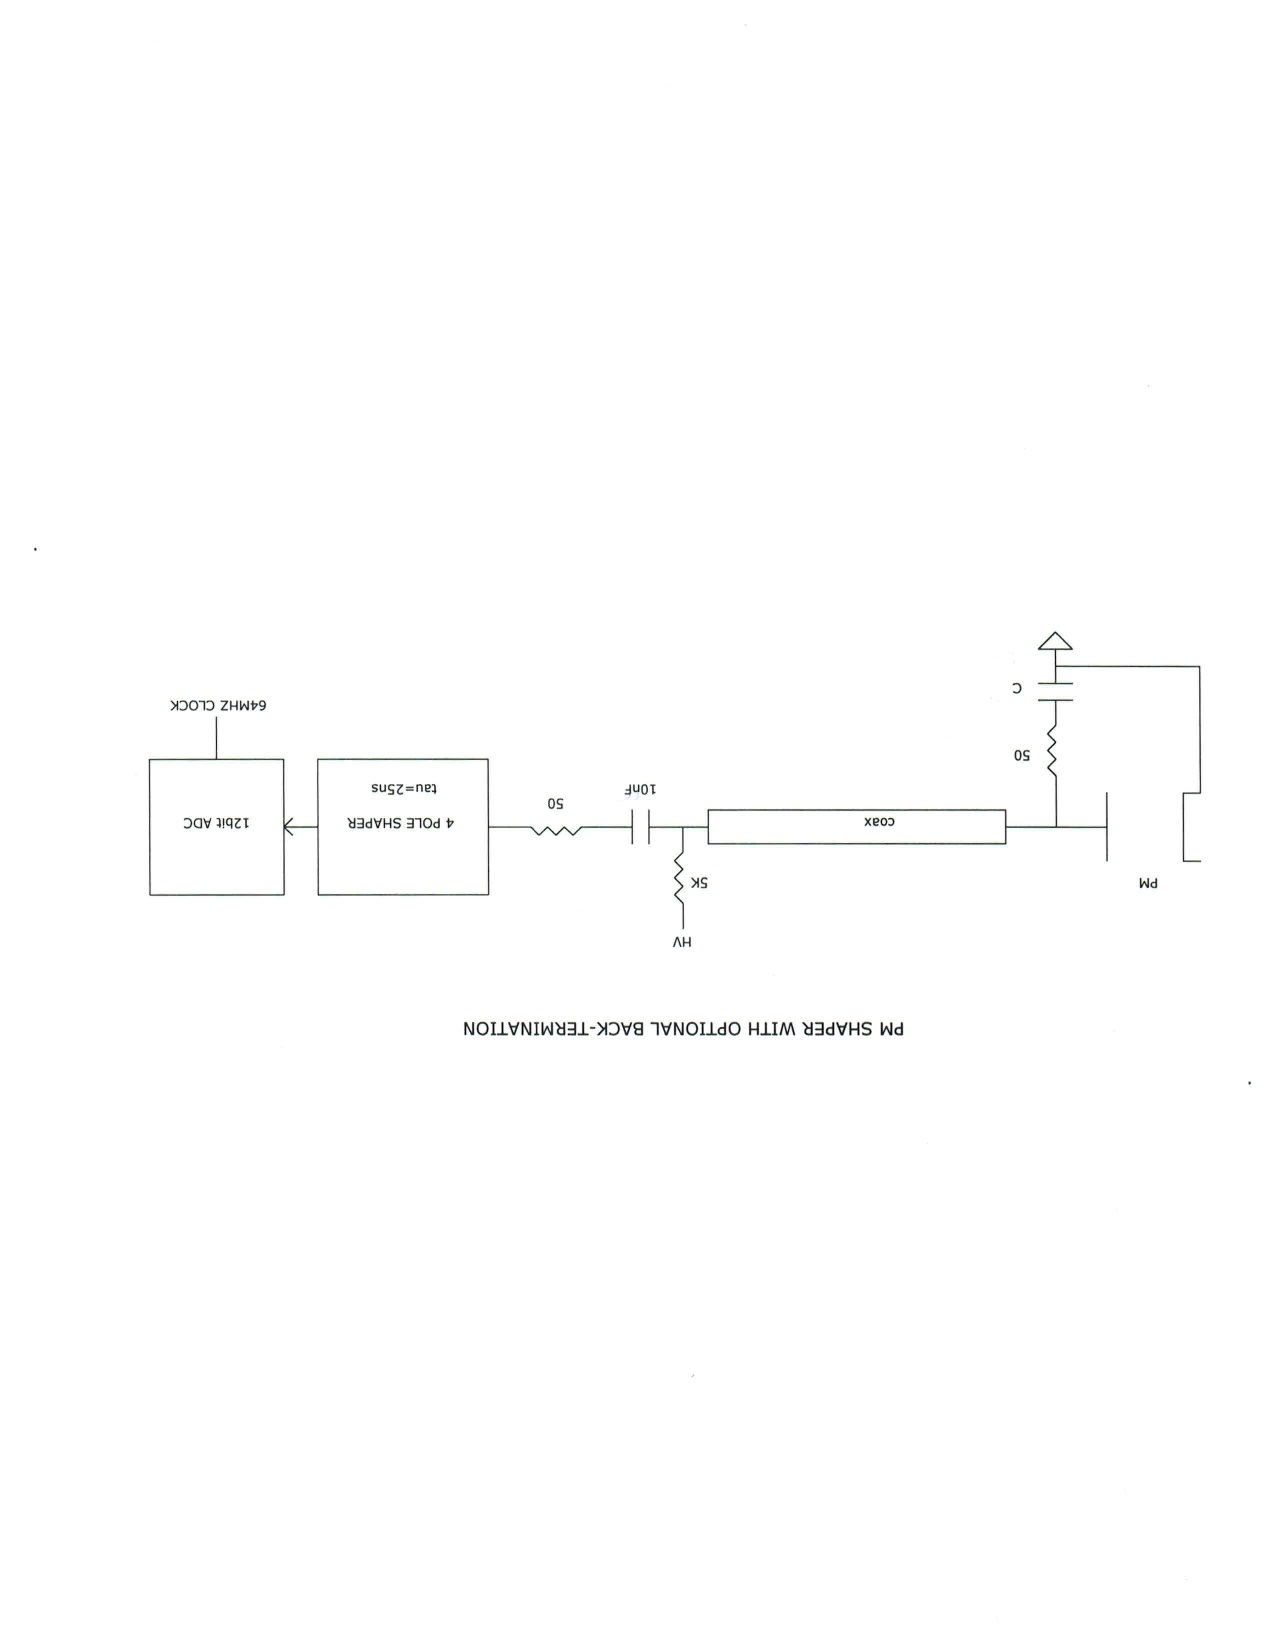 PM SHAPER WITH OPTIONAL BACK-TERMINATION
HV
PM
5K
coax
4 POLE SHAPER
tau=25ns
12bit ADC
50
10nF
50
64MHZ CLOCK
C